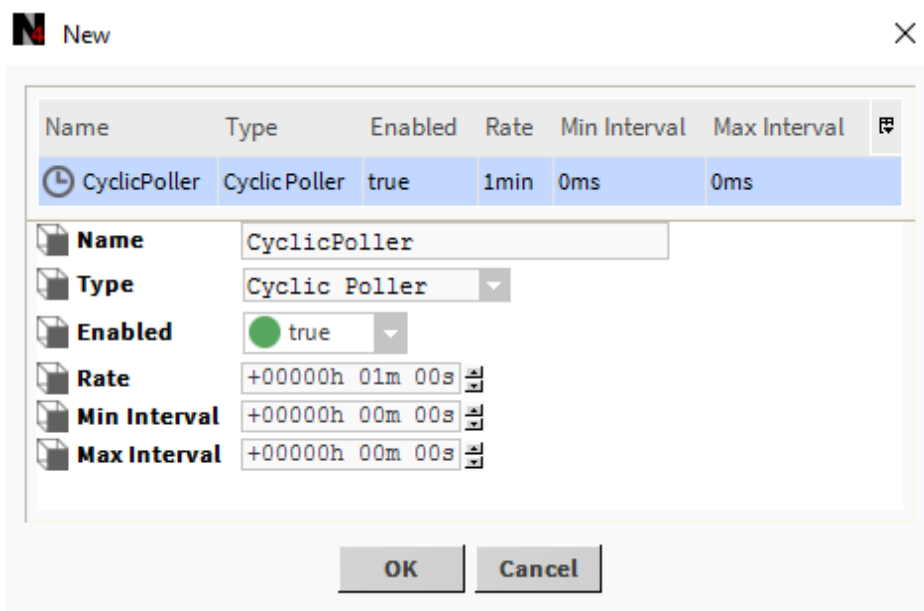 N4 New
Name Type Enabled Rate Min Interval Max Interval
CyclicPoller Cyclic Poller true 1min 0ms 0ms
Name CyclicPoller
Type Cyclic Poller
Enabled true
Rate +00000h 01m 00s
Min Interval +00000h 00m 00s
Max Interval +00000h 00m 00s
OK Cancel